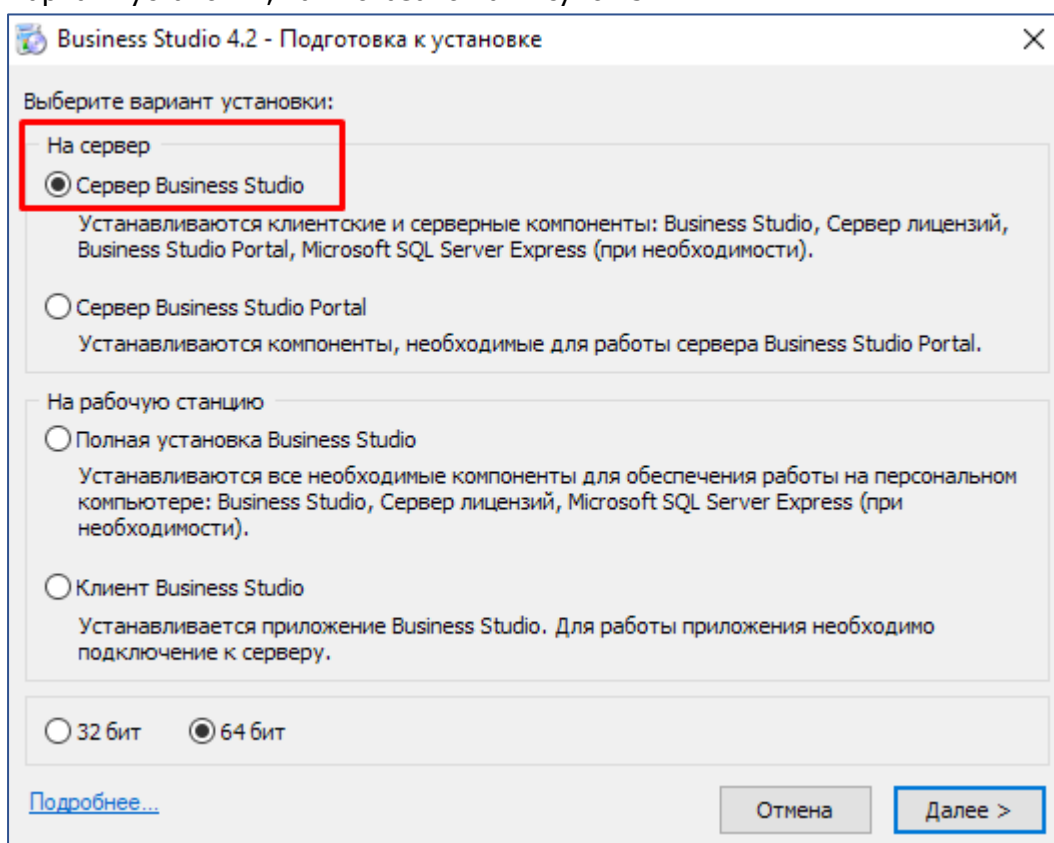 Business Studio 4.2 - Подготовка к установке
Выберите вариант установки:
На сервер
Сервер Business Studio
Устанавливаются клиентские и серверные компоненты: Business Studio, Сервер лицензий,
Business Studio Portal, Microsoft SQL Server Express (при необходимости).
Сервер Business Studio Portal
Устанавливаются компоненты, необходимые для работы сервера Business Studio Portal.
На рабочую станцию
Полная установка Business Studio
Устанавливаются все необходимые компоненты для обеспечения работы на персональном
компьютере: Business Studio, Сервер лицензий, Microsoft SQL Server Express (при
необходимости).
Клиент Business Studio
Устанавливается приложение Business Studio. Для работы приложения необходимо
подключение к серверу.
32 бит 64 бит
Подробнее...
Отмена Далее >